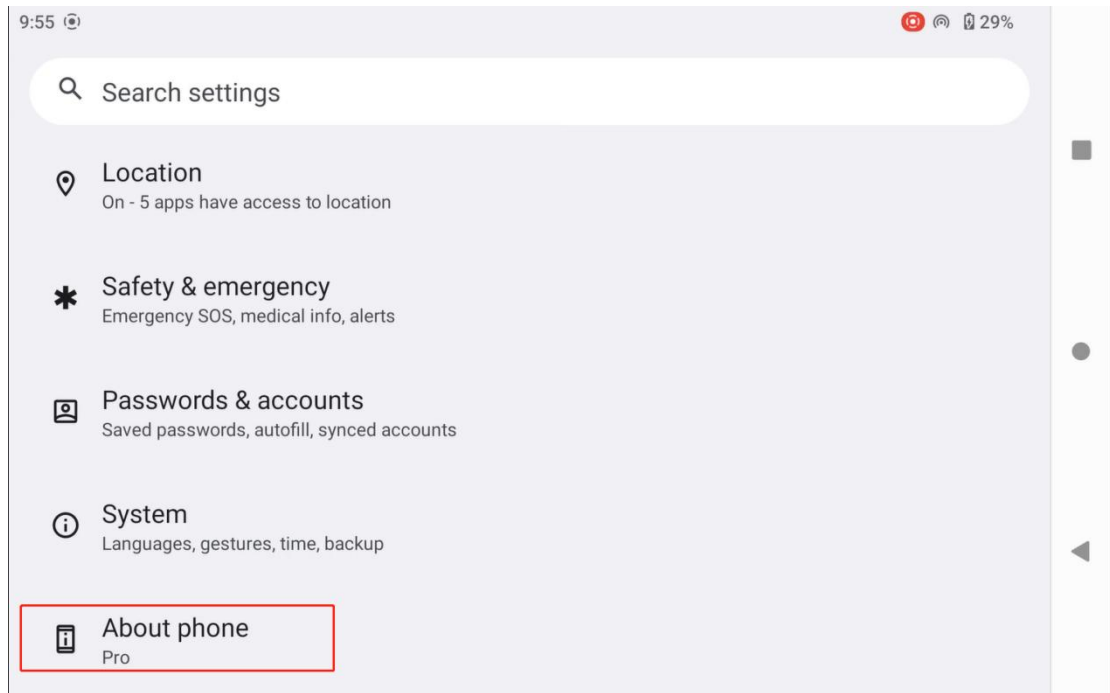 9:55
29%
Search settings
Location
On - 5 apps have access to location
Safety & emergency
Emergency SOS, medical info, alerts
Passwords & accounts
Saved passwords, autofill, synced accounts
System
Languages, gestures, time, backup
About phone
Pro